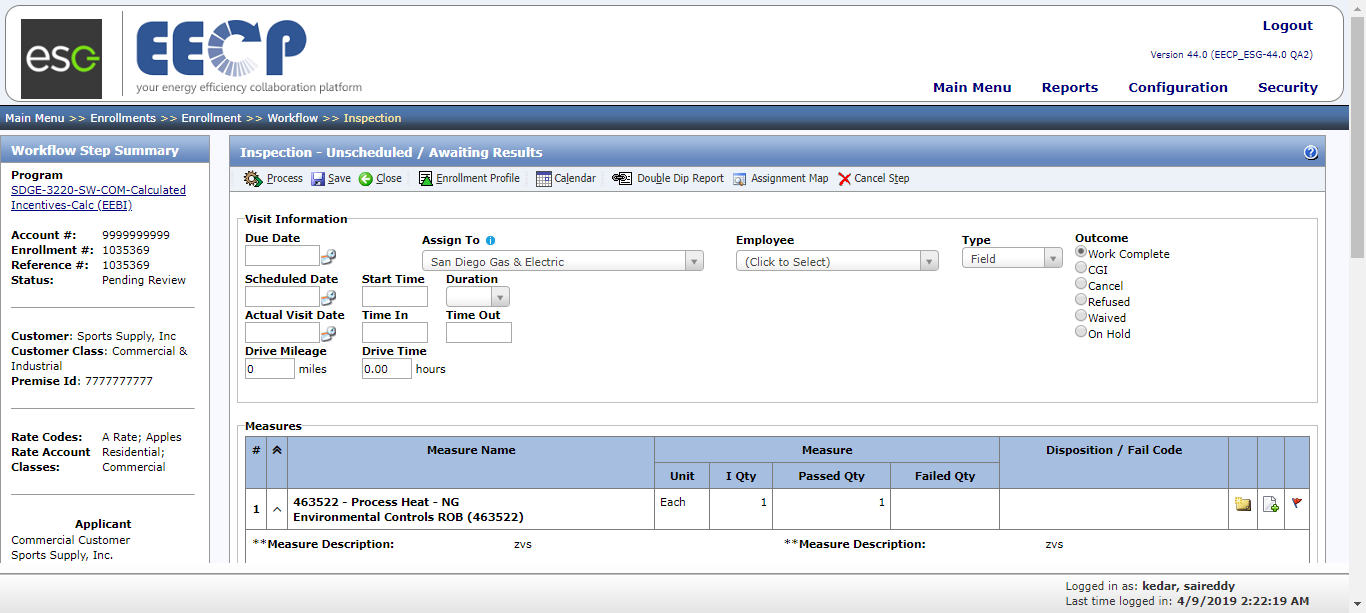 esg
EECP
your energy efficiency collaboration platform
Logout
Version 44.0 (EECP_ESG-44.0 QA2)
Main Menu Reports Configuration Security
Main Menu >> Enrollments >> Enrollment >> Workflow >> Inspection
Workflow Step Summary
Program
SDGE-3220-SW-COM-Calculated
Incentives-Calc (EEBI)
Account #: 9999999999
Enrollment #: 1035369
Reference #: 1035369
Status: Pending Review
Customer: Sports Supply, Inc
Customer Class: Commercial &
Industrial
Premise Id: 7777777777
Rate Codes: A Rate; Apples
Rate Account Residential;
Classes: Commercial
Applicant
Commercial Customer
Sports Supply, Inc.
Inspection - Unscheduled / Awaiting Results
Process Save Close Enrollment Profile Calendar Double Dip Report Assignment Map Cancel Step
Visit Information
Due Date Assign To Employee Type Outcome
San Diego Gas & Electric (Click to Select) Field
Work Complete
CGI
Cancel
Refused
Waived
On Hold
Scheduled Date Start Time Duration
Actual Visit Date Time In Time Out
Drive Mileage Drive Time
0 miles 0.00 hours
Measures
# Measure Name Measure Disposition / Fail Code
Unit I Qty Passed Qty Failed Qty
1 463522 - Process Heat - NG Each 1 1
Environmental Controls ROB (463522)
**Measure Description: zvs **Measure Description: zvs
Logged in as: kedar, saireddy
Last time logged in: 4/9/2019 2:22:19 AM